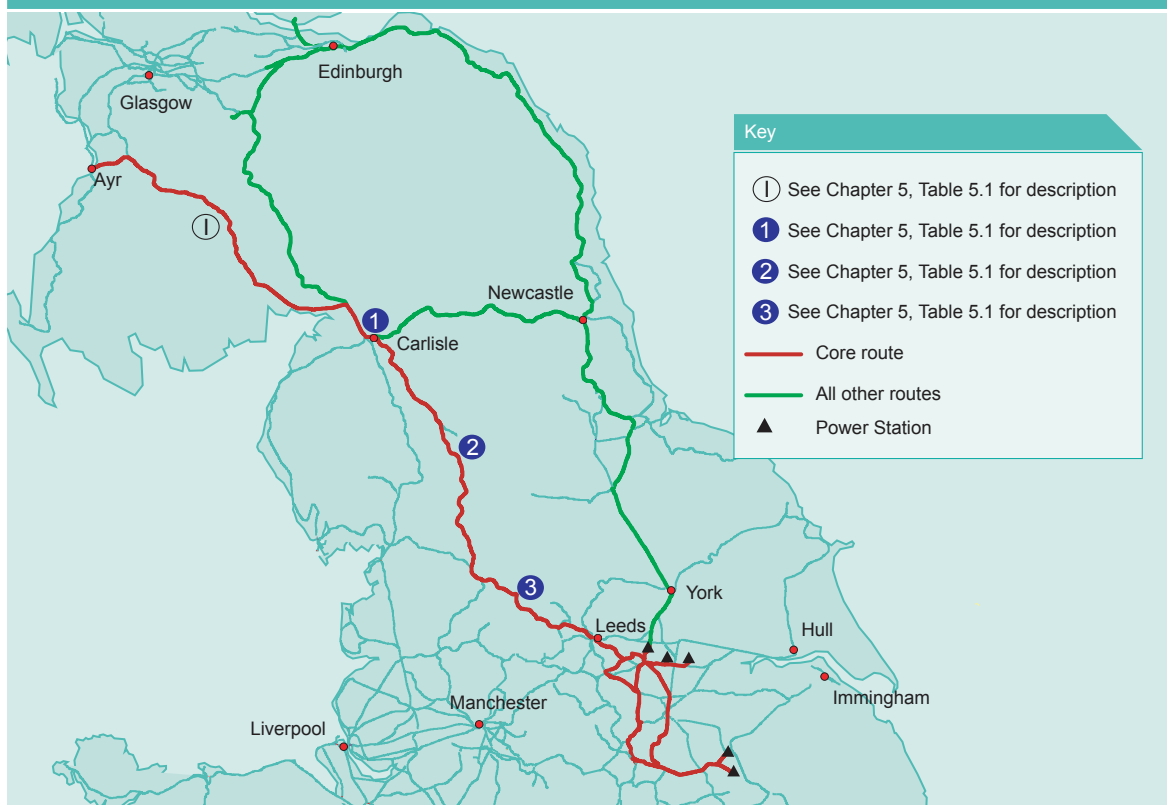 Edinburgh
Glasgow
Ayr
I
1
Carlisle
Newcastle
2
3
York
Leeds
Hull
Immingham
Manchester
Liverpool
Key
I See Chapter 5, Table 5.1 for description
1 See Chapter 5, Table 5.1 for description
2 See Chapter 5, Table 5.1 for description
3 See Chapter 5, Table 5.1 for description
Core route
All other routes
Power Station